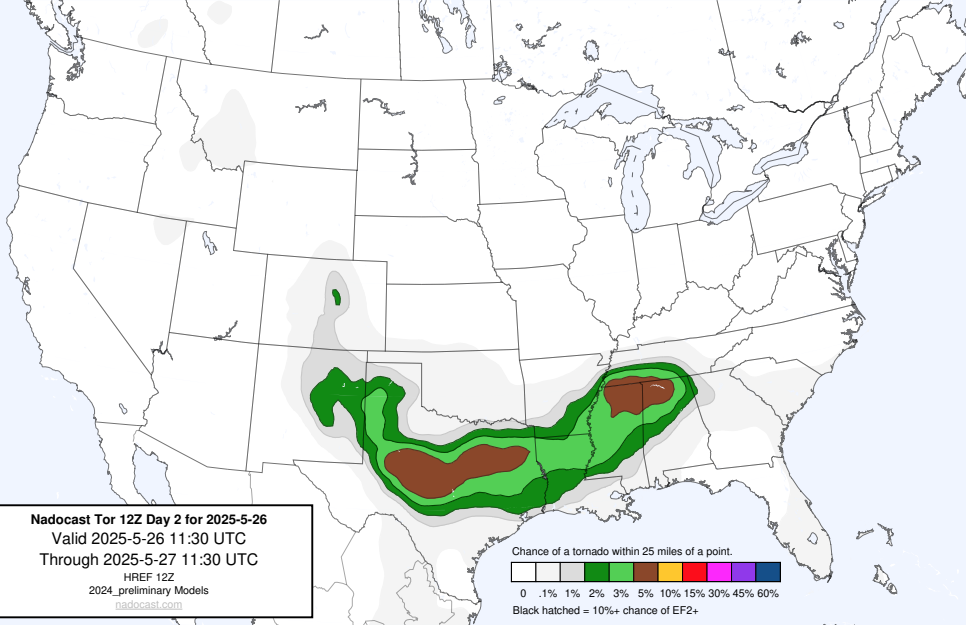 Nadocast Tor 12Z Day 2 for 2025-5-26
Valid 2025-5-26 11:30 UTC
Through 2025-5-27 11:30 UTC
HREF 12Z
2024_preliminary Models
nadocast.com
Chance of a tornado within 25 miles of a point.
0 .1% 1% 2% 3% 5% 10% 15% 30% 45% 60%
Black hatched = 10%+ chance of EF2+